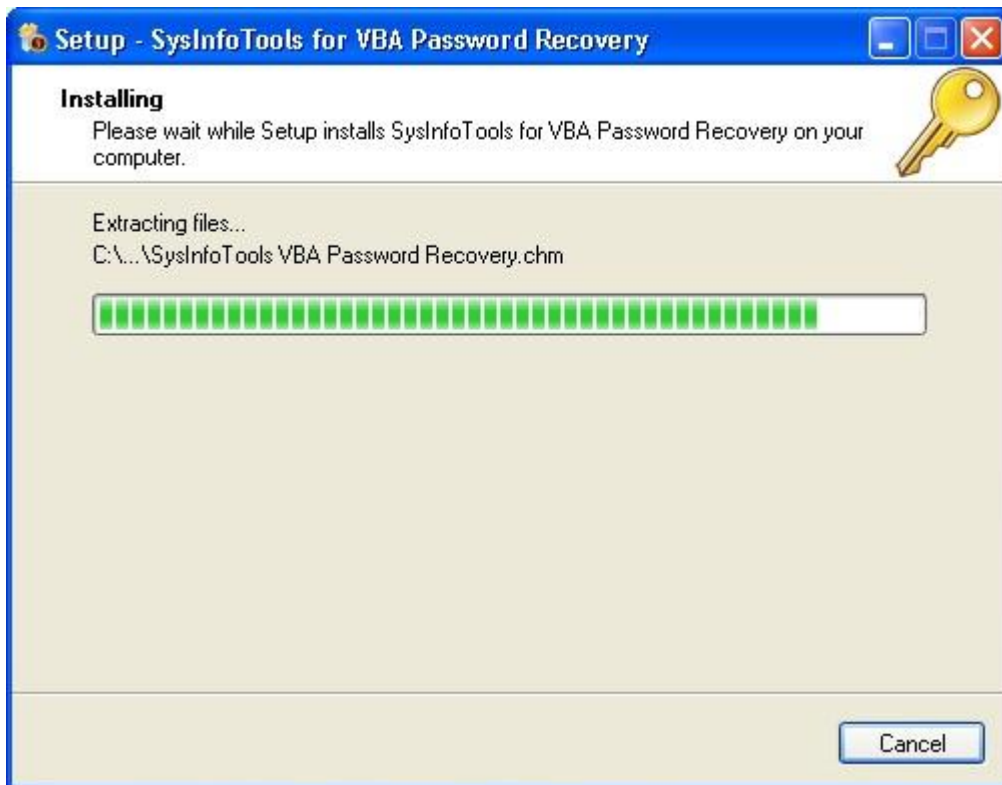 Setup - SysInfoTools for VBA Password Recovery
Installing
Please wait while Setup installs SysInfoTools for VBA Password Recovery on your
computer.
Extracting files...
C:\...\SysInfoTools VBA Password Recovery.chm
Cancel